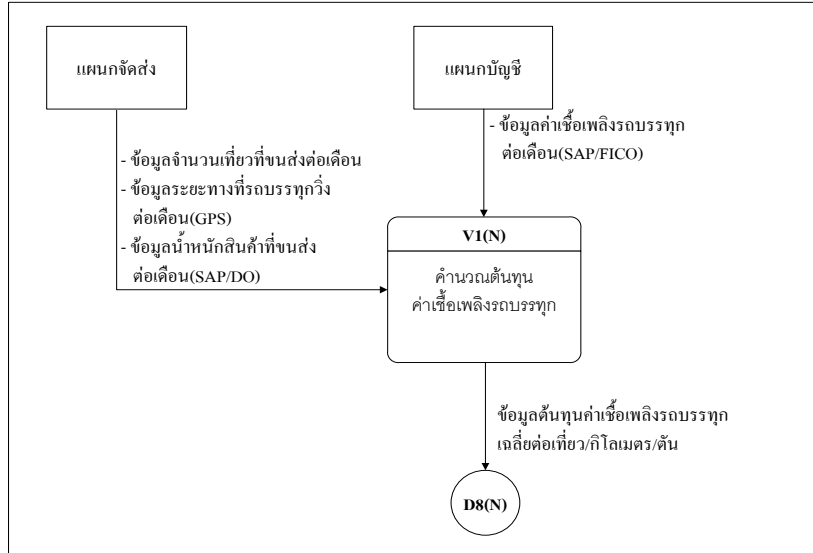 แผนกจัดส่ง
แผนกบัญชี
- ข้อมูลค่าเชื้อเพลิงรถบรรทุก
ต่อเดือน(SAP/FICO)
- ข้อมูลจำนวนเที่ยวที่ขนส่งต่อเดือน
- ข้อมูลระยะทางที่รถบรรทุกวิ่ง
ต่อเดือน(GPS)
- ข้อมูลน้ำหนักสินค้าที่ขนส่ง
ต่อเดือน(SAP/DO)
V1(N)
คำนวณต้นทุน
ค่าเชื้อเพลิงรถบรรทุก
ข้อมูลต้นทุนค่าเชื้อเพลิงรถบรรทุก
เฉลี่ยต่อเที่ยว/กิโลเมตร/ตัน
D8(N)